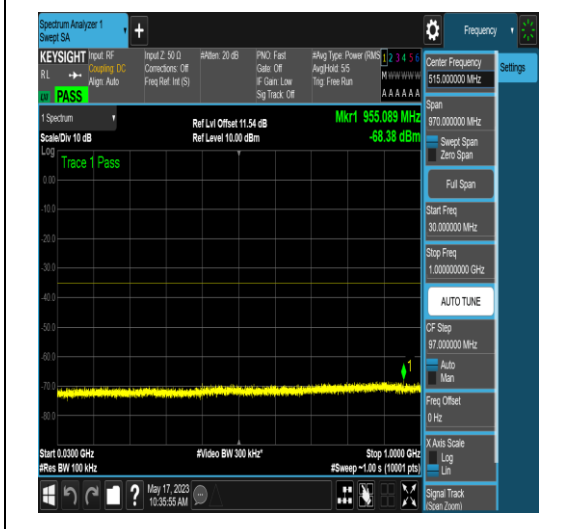 Spectrum Analyzer 1
Swept SA
+
Frequency
KEYSIGHT
RL
PASS
Input: RF
Coupling: DC
Align: Auto
Input Z: 50 Ω
Corrections: Off
Freq Ref: Int (S)
#Atten: 20 dB
PNO: Fast
Gate: Off
IF Gain: Low
Sig Track: Off
#Avg Type: Power (RMS)
Avg|Hold: 5/5
Trig: Free Run
1 2 3 4 5 6
M W W W W W
A A A A A A
1 Spectrum
Scale/Div 10 dB
Ref Lvl Offset 11.54 dB
Ref Level 10.00 dBm
Mkr1 955.089 MHz
-68.38 dBm
Log
Trace 1 Pass
0.00
-10.0
-20.0
-30.0
-40.0
-50.0
-60.0
-70.0
-80.0
1
Start 0.0300 GHz
#Res BW 100 kHz
#Video BW 300 kHz*
Stop 1.0000 GHz
#Sweep ~1.00 s (10001 pts)
?
May 17, 2023
10:35:55 AM
Center Frequency
515.000000 MHz
Span
970.000000 MHz
Swept Span
Zero Span
Full Span
Start Freq
30.000000 MHz
Stop Freq
1.000000000 GHz
AUTO TUNE
CF Step
97.000000 MHz
Auto
Man
Freq Offset
0 Hz
X Axis Scale
Log
Lin
Signal Track
(Span Zoom)
Settings